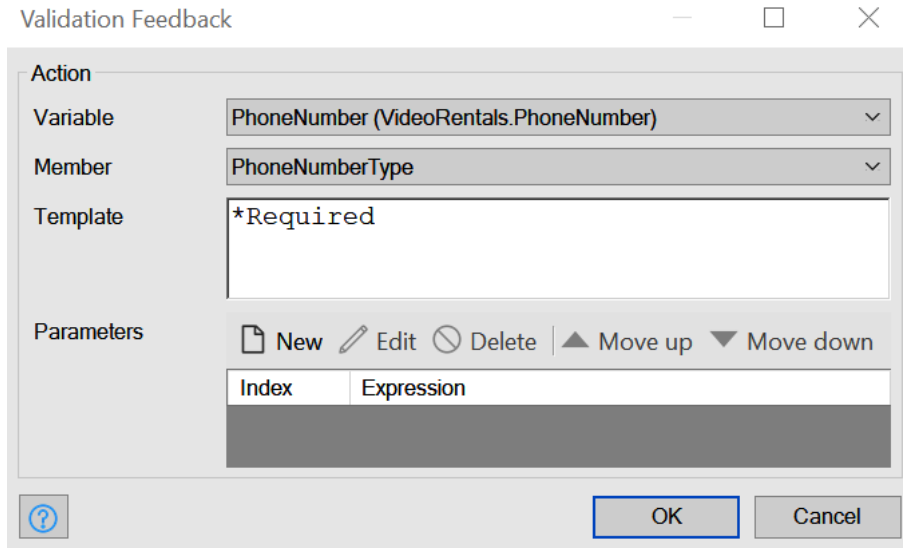 Validation Feedback
Action
Variable
PhoneNumber (VideoRentals.PhoneNumber)
Member
PhoneNumberType
Template
*Required
Parameters
New Edit Delete Move up Move down
Index Expression
OK Cancel